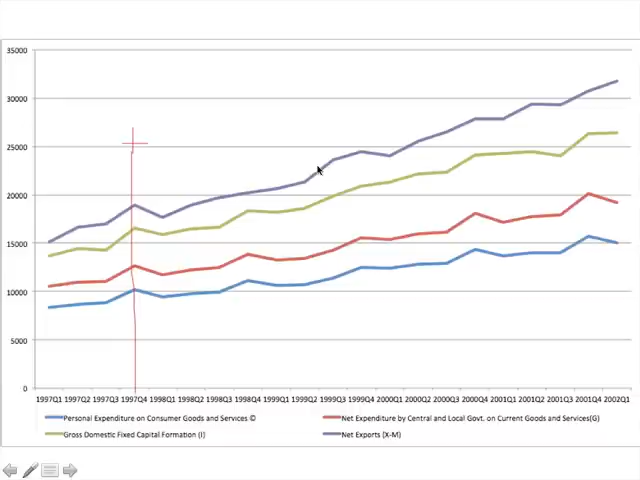 35000
30000
25000
20000
15000
10000
5000
0
1997Q1 1997Q2 1997Q3 1997Q4 1998Q1 1998Q2 1998Q3 1998Q4 1999Q1 1999Q2 1999Q3 1999Q4 2000Q1 2000Q2 2000Q3 2000Q4 2001Q1 2001Q2 2001Q3 2001Q4 2002Q1
Personal Expenditure on Consumer Goods and Services © Net Expenditure by Central and Local Govt. on Current Goods and Services(G)
Gross Domestic Fixed Capital Formation (I) Net Exports (X-M)